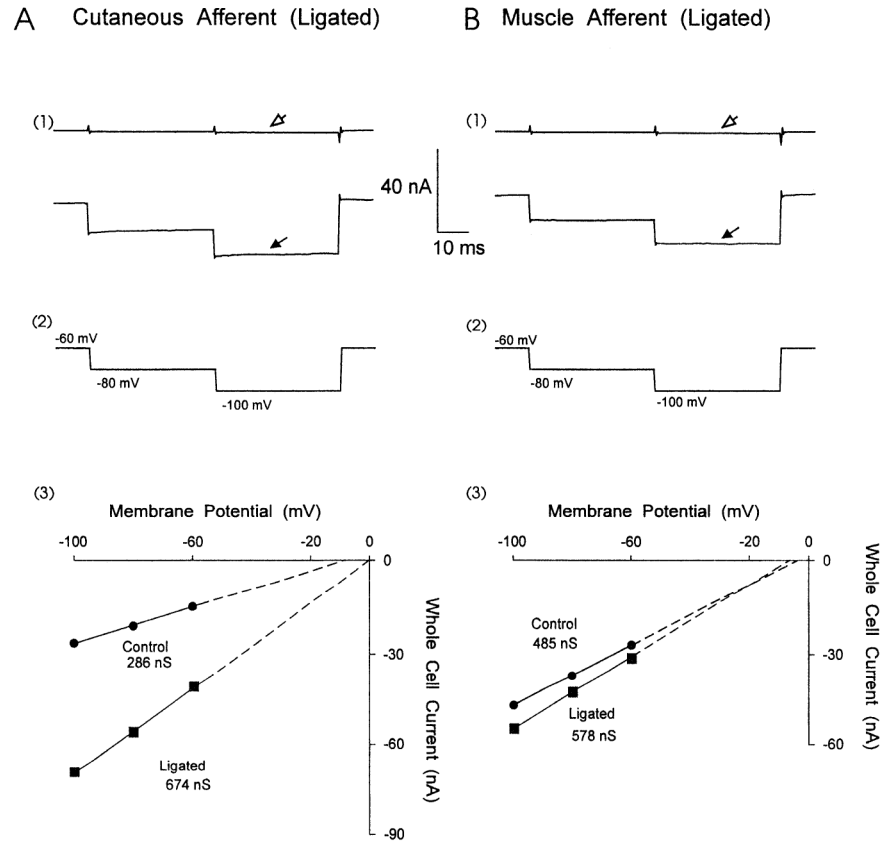 A Cutaneous Afferent (Ligated)
B Muscle Afferent (Ligated)
(1)
(1)
40 nA
10 ms
(2)
-60 mV
-80 mV
-100 mV
(2)
-60 mV
-80 mV
-100 mV
(3)
Membrane Potential (mV)
-100 -60 -20 0
0
-30
-60
-90
Control
286 nS
Ligated
674 nS
Whole Cell Current (nA)
(3)
Membrane Potential (mV)
-100 -60 -20 0
0
-30
-60
Control
485 nS
Ligated
578 nS
Whole Cell Current (nA)